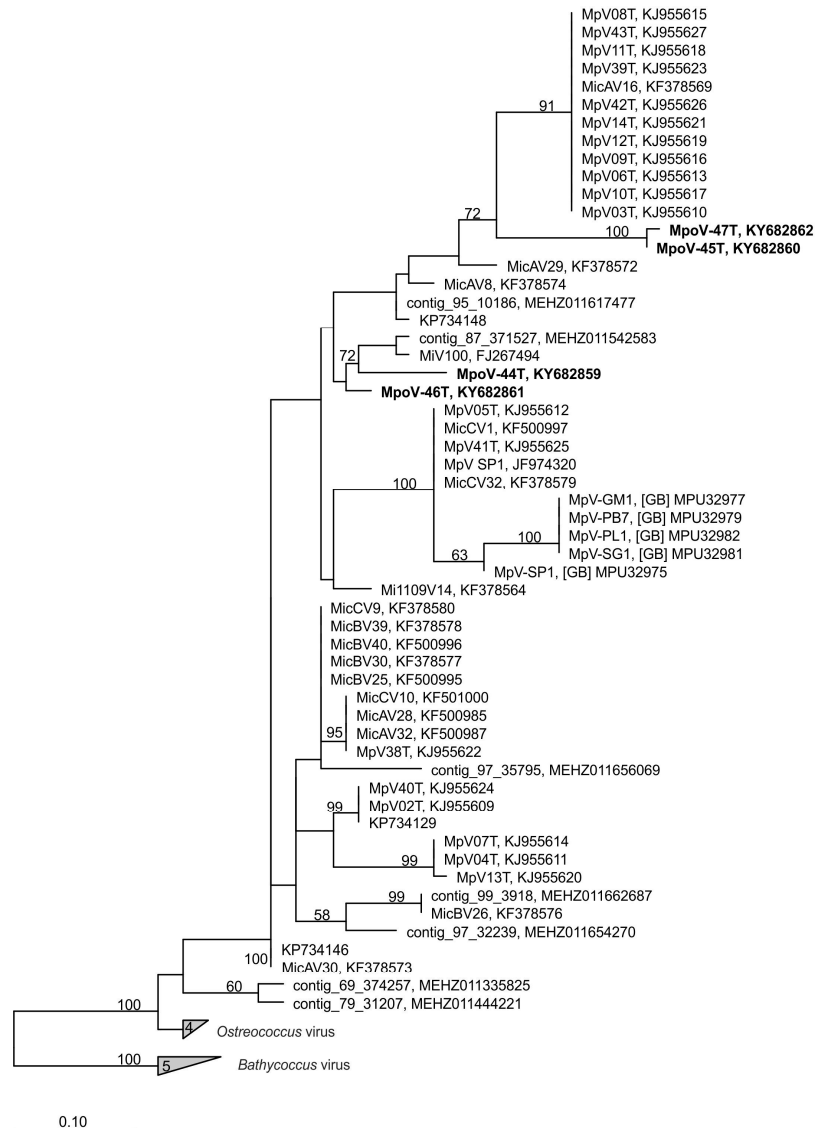 MpV08T, KJ955615
MpV43T, KJ955627
MpV11T, KJ955618
MpV39T, KJ955623
91
MicAV16, KF378569
MpV42T, KJ955626
MpV14T, KJ955621
MpV12T, KJ955619
MpV09T, KJ955616
MpV06T, KJ955613
MpV10T, KJ955617
MpV03T, KJ955610
72
100
MpoV-47T, KY682862
MpoV-45T, KY682860
MicAV29, KF378572
MicAV8, KF378574
contig_95_10186, MEHZ011617477
KP734148
contig_87_371527, MEHZ011542583
72
MiV100, FJ267494
MpoV-44T, KY682859
MpoV-46T, KY682861
MpV05T, KJ955612
MicCV1, KF500997
MpV41T, KJ955625
MpV SP1, JF974320
100
MicCV32, KF378579
MpV-GM1, [GB] MPU32977
MpV-PB7, [GB] MPU32979
100
MpV-PL1, [GB] MPU32982
63
MpV-SG1, [GB] MPU32981
MpV-SP1, [GB] MPU32975
Mi1109V14, KF378564
MicCV9, KF378580
MicBV39, KF378578
MicBV40, KF500996
MicBV30, KF378577
MicBV25, KF500995
MicCV10, KF501000
MicAV28, KF500985
95
MicAV32, KF500987
MpV38T, KJ955622
contig_97_35795, MEHZ011656069
MpV40T, KJ955624
99
MpV02T, KJ955609
KP734129
MpV07T, KJ955614
99
MpV04T, KJ955611
MpV13T, KJ955620
99
contig_99_3918, MEHZ011662687
58
MicBV26, KF378576
contig_97_32239, MEHZ011654270
KP734146
100
MicAV30, KF378573
60
contig_69_374257, MEHZ011335825
contig_79_31207, MEHZ011444221
100
4
Ostreococcus virus
100
5
Bathycoccus virus
0.10